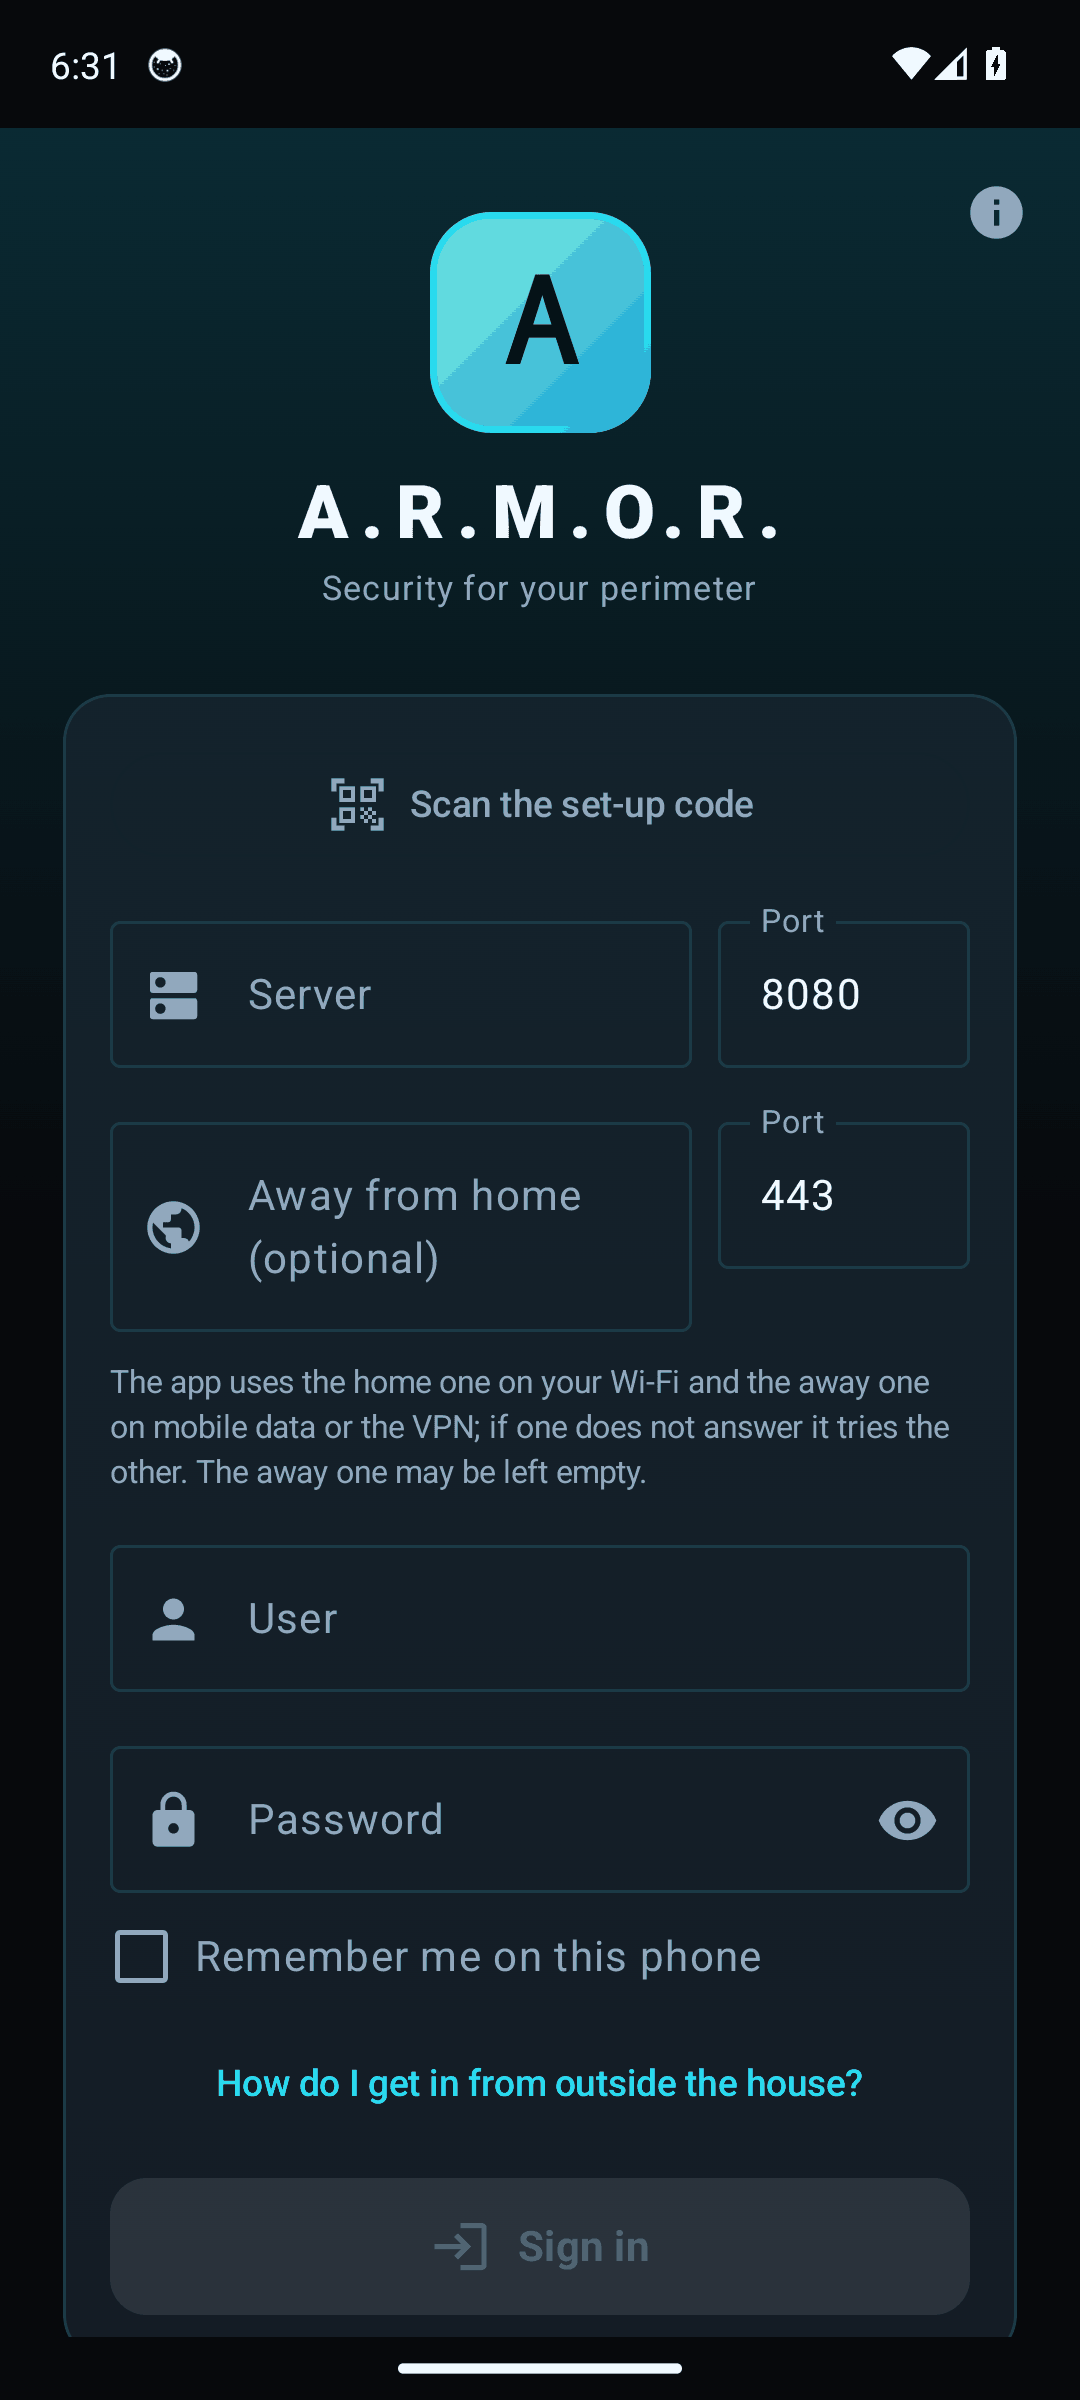 6:31
A
A.R.M.O.R.
Security for your perimeter
Scan the set-up code
Port
Server
8080
Port
Away from home
(optional)
443
The app uses the home one on your Wi-Fi and the away one
on mobile data or the VPN; if one does not answer it tries the
other. The away one may be left empty.
User
Password
Remember me on this phone
How do I get in from outside the house?
Sign in